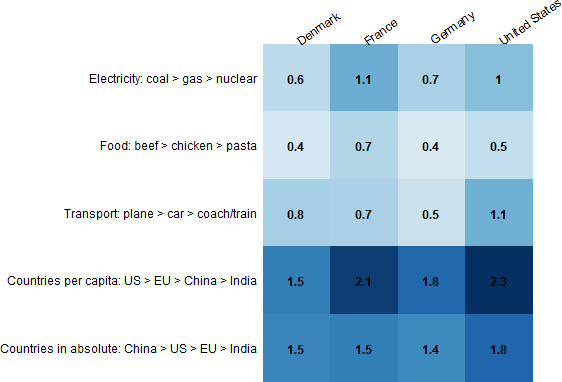 Denmark France Germany United States
Electricity: coal > gas > nuclear 0.6 1.1 0.7 1
Food: beef > chicken > pasta 0.4 0.7 0.4 0.5
Transport: plane > car > coach/train 0.8 0.7 0.5 1.1
Countries per capita: US > EU > China > India 1.5 2.1 1.8 2.3
Countries in absolute: China > US > EU > India 1.5 1.5 1.4 1.8